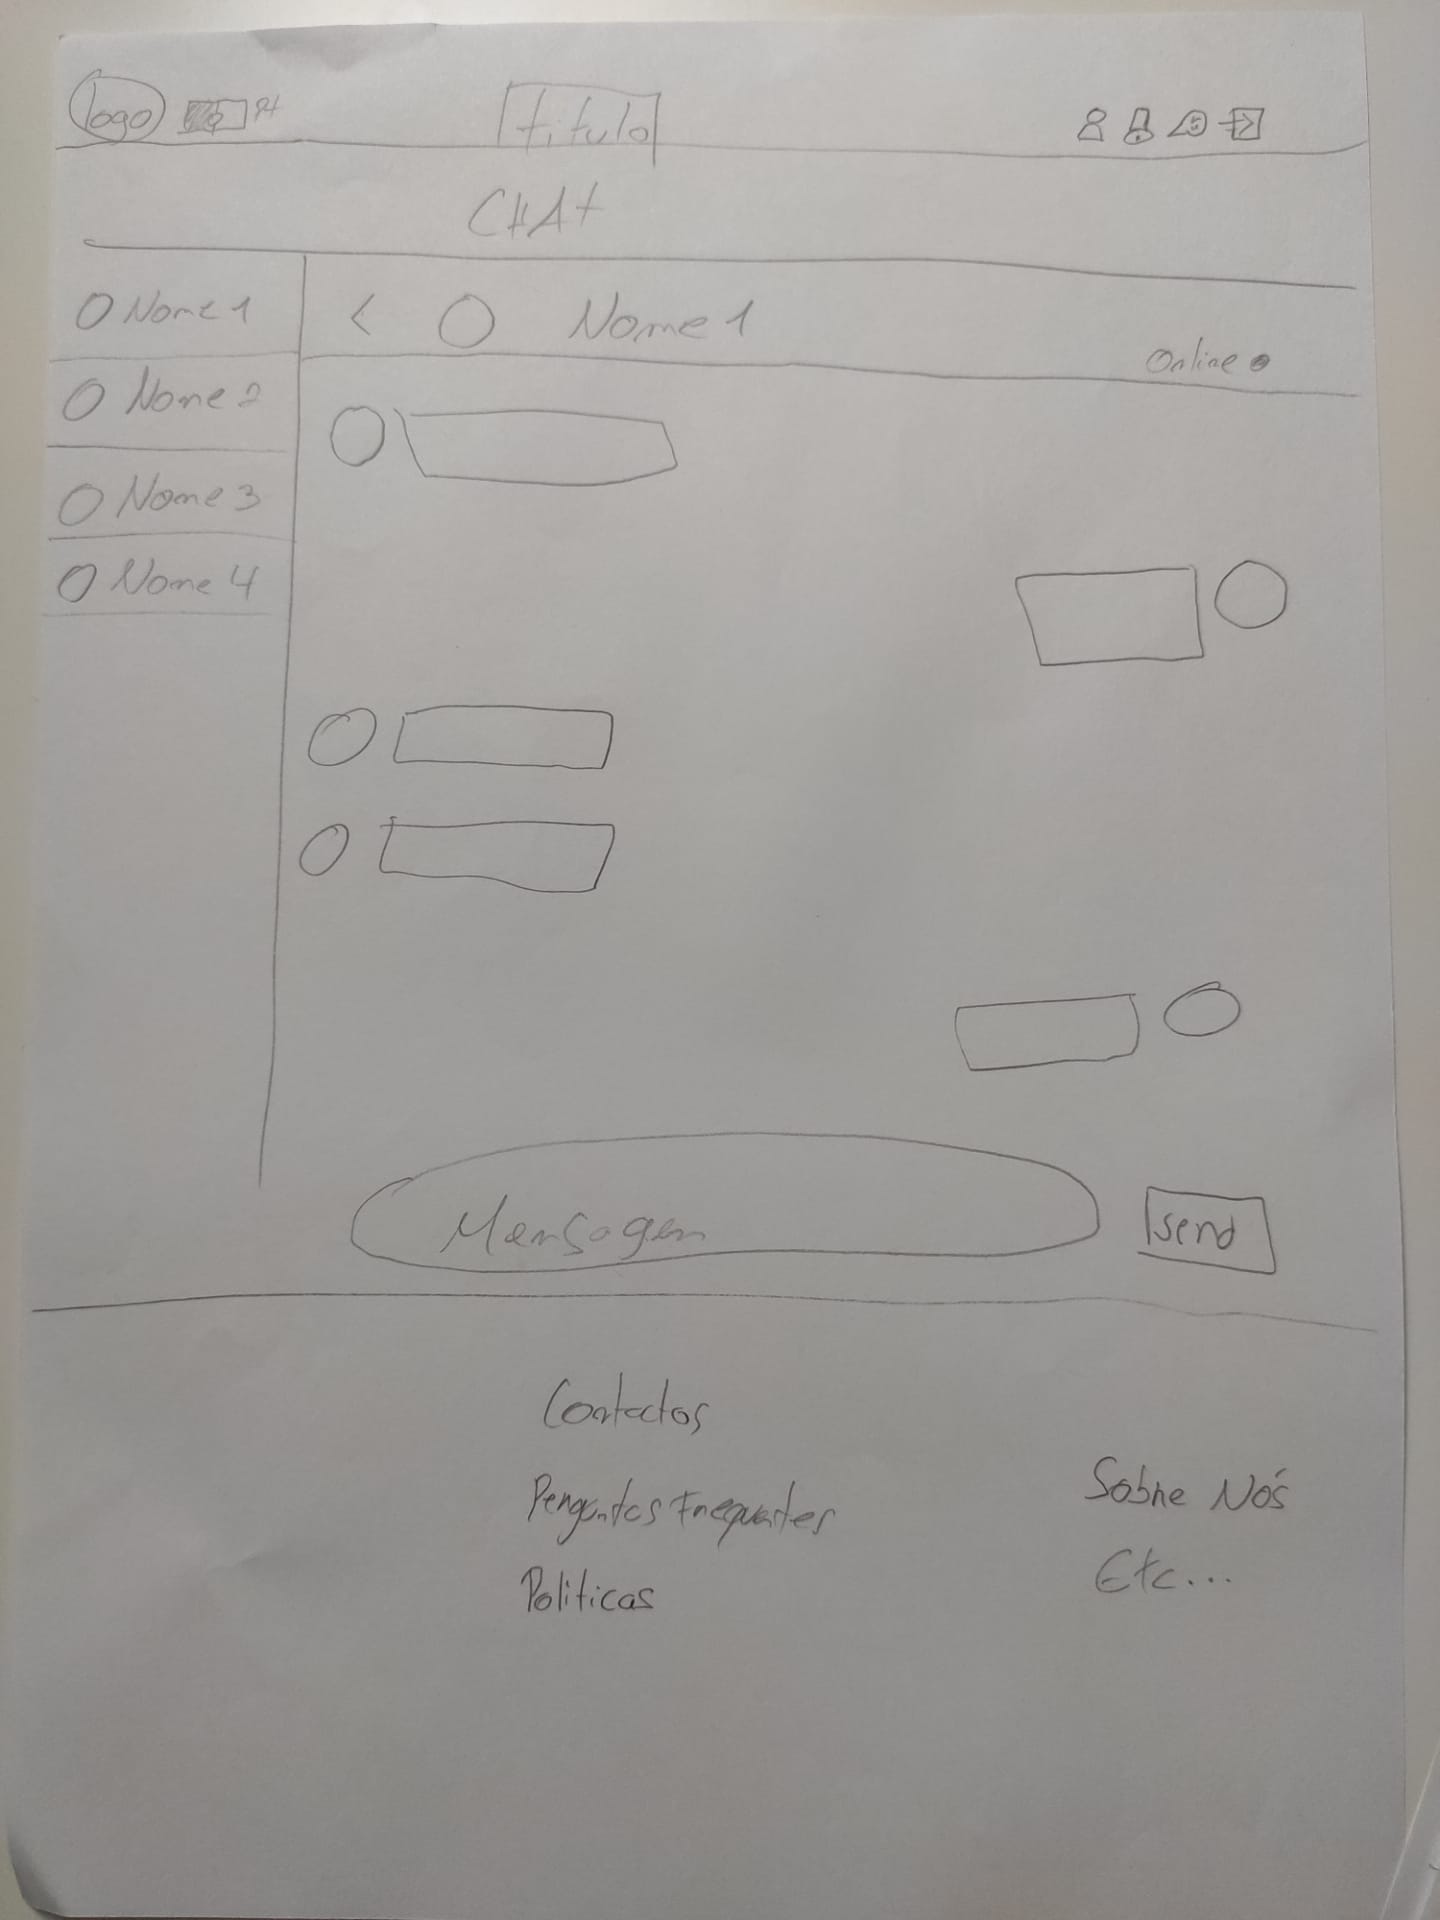 logo PT titulo
CHAt
Nome 1
Nome 2
Nome 3
Nome 4
< Nome 1
Online
Mensagem
Send
Contactos
Perguntas Frequentes
Politicas
Sobre Nós
Etc...